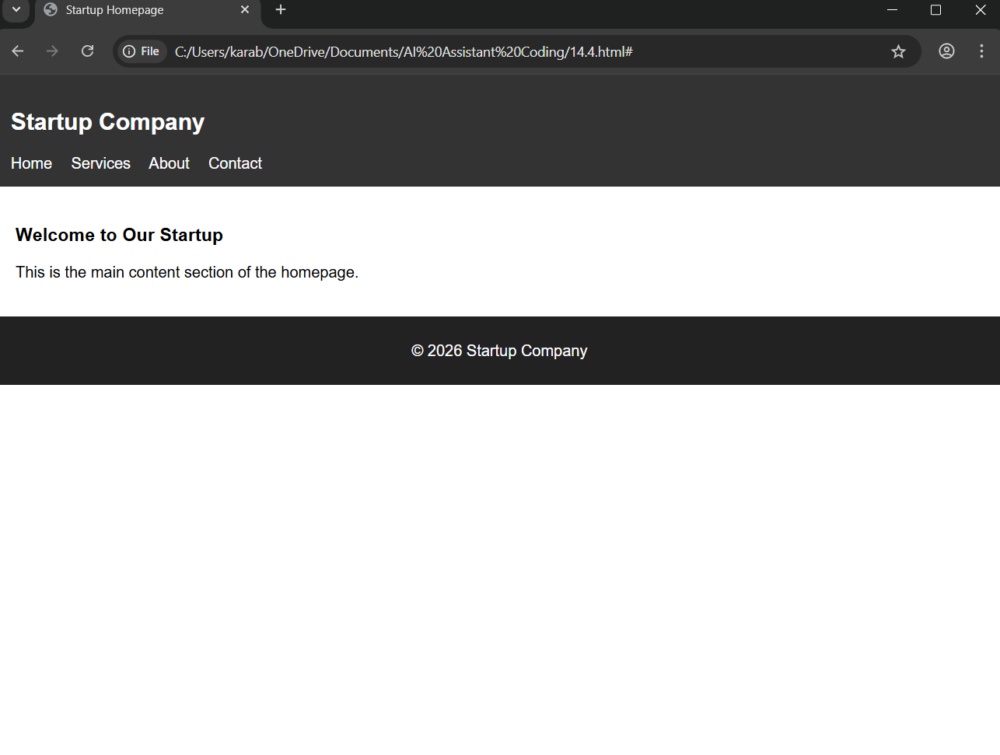 Startup Homepage
File C:/Users/karab/OneDrive/Documents/AI%20Assistant%20Coding/14.4.html#
Startup Company
Home Services About Contact
Welcome to Our Startup
This is the main content section of the homepage.
© 2026 Startup Company